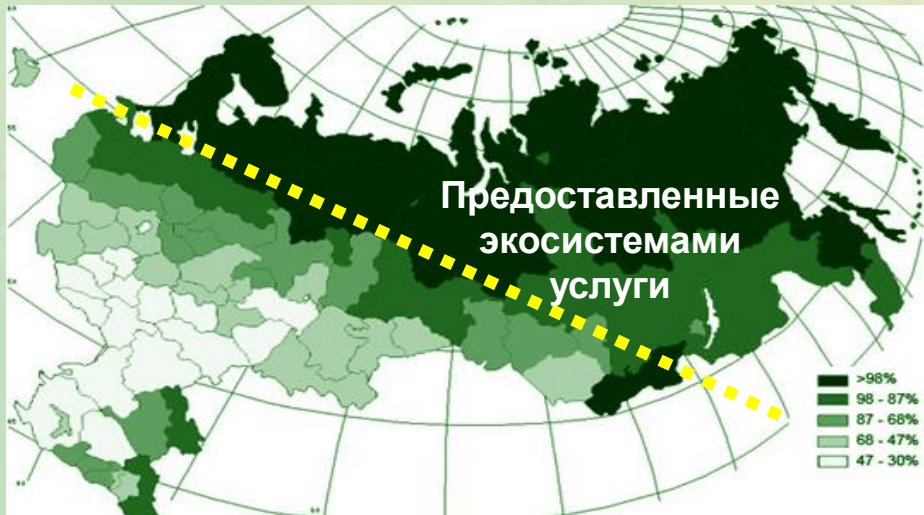 Предоставленные
экосистемами
услуги
>98%
98 - 87%
87 - 68%
68 - 47%
47 - 30%